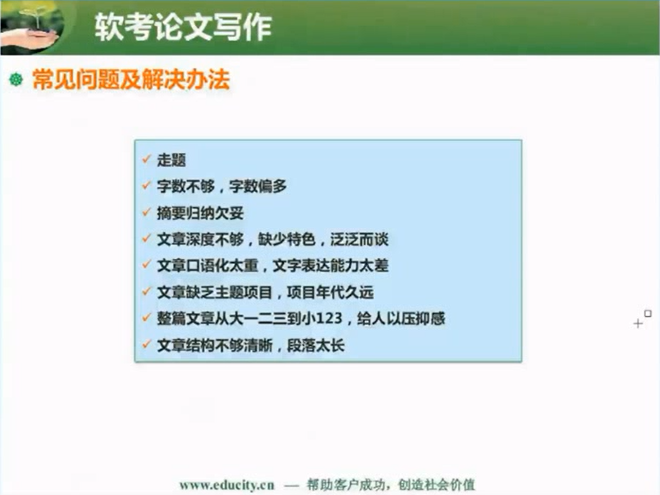 软考论文写作
常见问题及解决办法
走题
字数不够，字数偏多
摘要归纳欠妥
文章深度不够，缺少特色，泛泛而谈
文章口语化太重，文字表达能力太差
文章缺乏主题项目，项目年代久远
整篇文章从大一二三到小123，给人以压抑感
文章结构不够清晰，段落太长
www.educity.cn — 帮助客户成功，创造社会价值